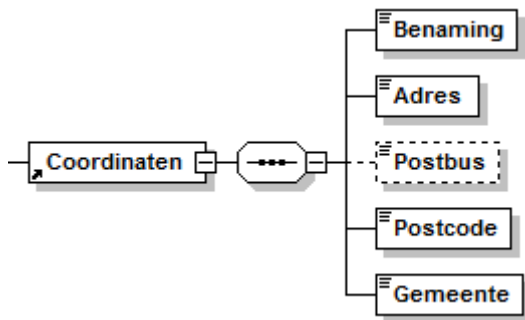 Benaming
Adres
Coordinaten
Postbus
Postcode
Gemeente